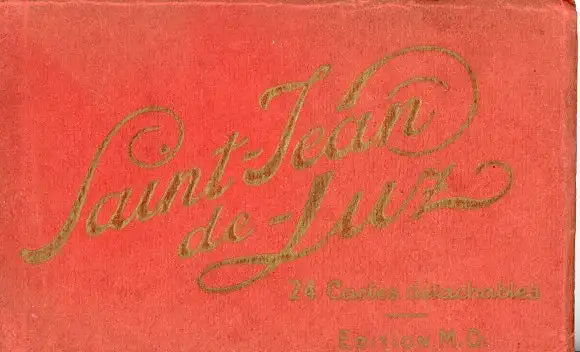 Saint-Jean
de-Luz
24 Cartes détachables
Edition M.D.